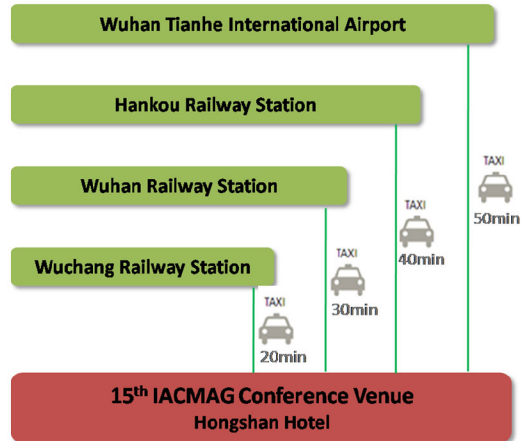 Wuhan Tianhe International Airport
Hankou Railway Station
TAXI
50min
Wuhan Railway Station
TAXI
40min
Wuchang Railway Station
TAXI
30min
TAXI
20min
15th IACMAG Conference Venue
Hongshan Hotel